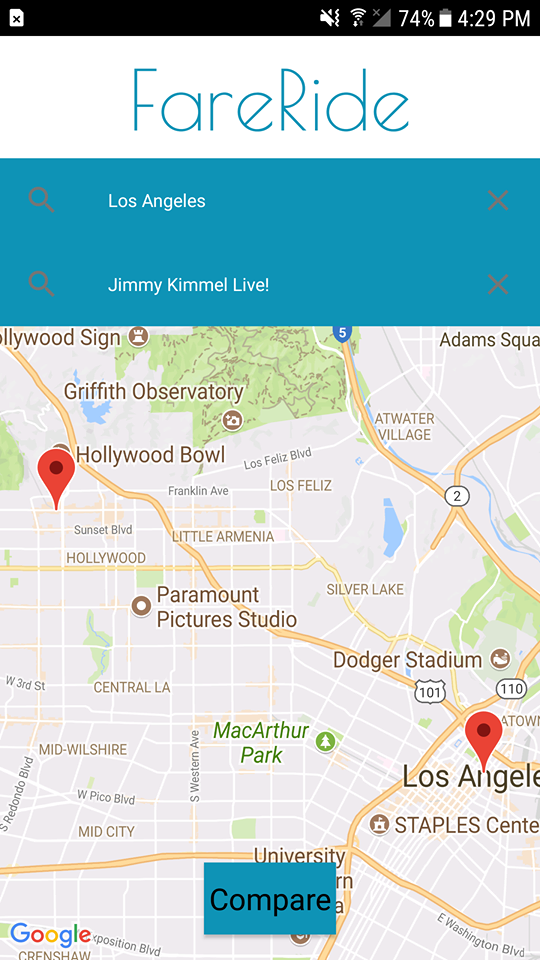 74% 4:29 PM
FareRide
Los Angeles
Jimmy Kimmel Live!
ollywood Sign
5
Adams Squa
Griffith Observatory
ATWATER
VILLAGE
Hollywood Bowl
Los Feliz Blvd
Franklin Ave
LOS FELIZ
2
Sunset Blvd
LITTLE ARMENIA
HOLLYWOOD
Paramount
Pictures Studio
SILVER LAKE
Dodger Stadium
W 3rd St
CENTRAL LA
101
110
ATOWN
MacArthur
Park
MID-WILSHIRE
S Western Ave
Los Angele
S Redondo Blvd
W Pico Blvd
MID CITY
STAPLES Cente
University
rn
a
Compare
Google
xposition Blvd
E Washington Blvd
CRENSHAW